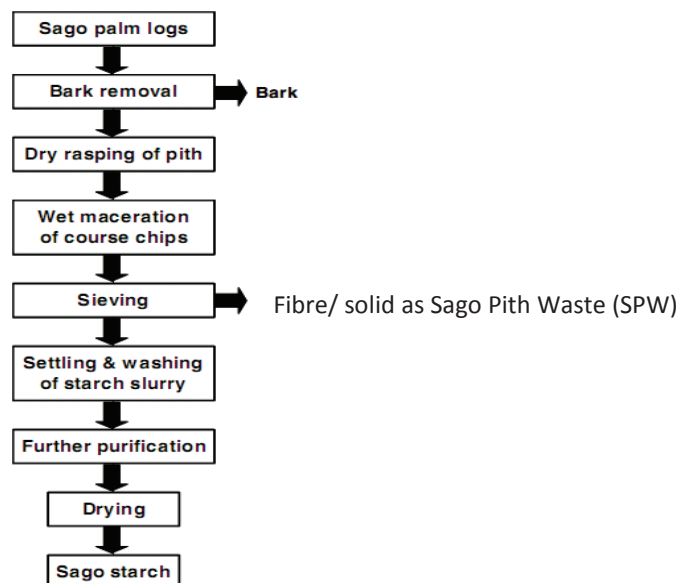 Sago palm logs
Bark removal
Bark
Dry rasping of pith
Wet maceration
of course chips
Sieving
Fibre/ solid as Sago Pith Waste (SPW)
Settling & washing
of starch slurry
Further purification
Drying
Sago starch